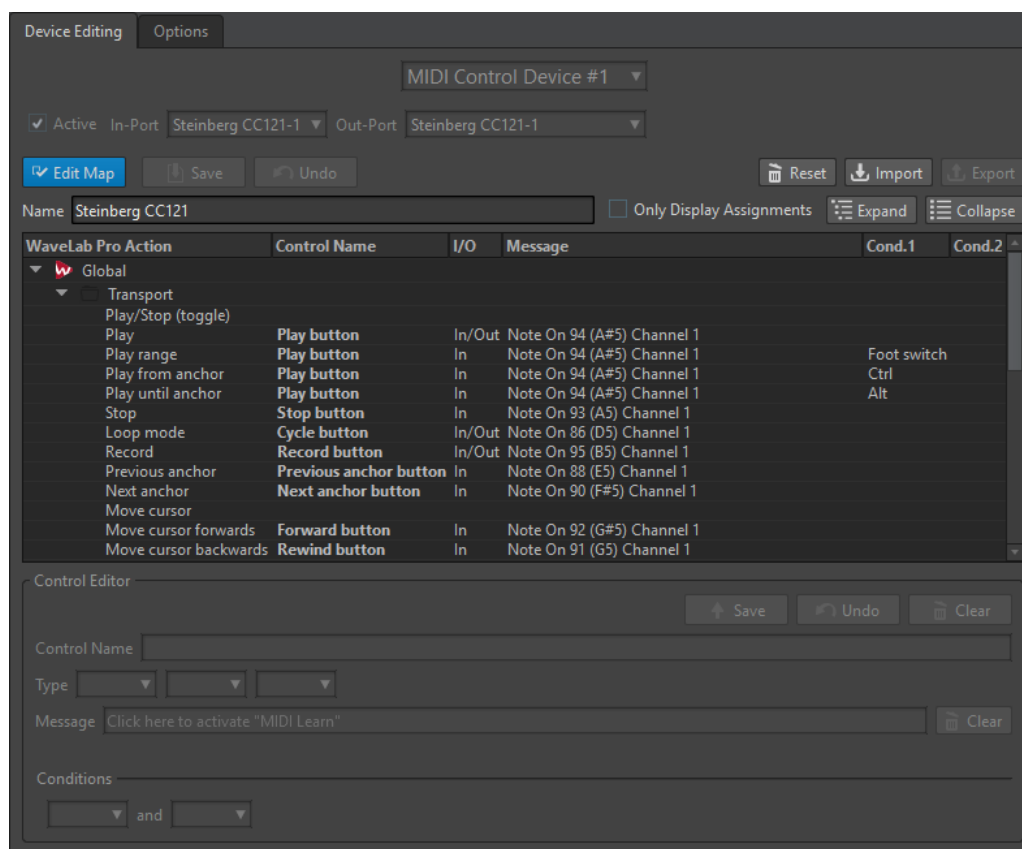 Device Editing Options
MIDI Control Device #1
Active In-Port Steinberg CC121-1 Out-Port Steinberg CC121-1
Edit Map Save Undo Reset Import Export
Name Steinberg CC121 Only Display Assignments Expand Collapse
WaveLab Pro Action Control Name I/O Message Cond.1 Cond.2
Global
Transport
Play/Stop (toggle)
Play Play button In/Out Note On 94 (A#5) Channel 1
Play range Play button In Note On 94 (A#5) Channel 1 Foot switch
Play from anchor Play button In Note On 94 (A#5) Channel 1 Ctrl
Play until anchor Play button In Note On 94 (A#5) Channel 1 Alt
Stop Stop button In Note On 93 (A5) Channel 1
Loop mode Cycle button In/Out Note On 86 (D5) Channel 1
Record Record button In/Out Note On 95 (B5) Channel 1
Previous anchor Previous anchor button In Note On 88 (E5) Channel 1
Next anchor Next anchor button In Note On 90 (F#5) Channel 1
Move cursor
Move cursor forwards Forward button In Note On 92 (G#5) Channel 1
Move cursor backwards Rewind button In Note On 91 (G5) Channel 1
Control Editor
Save Undo Clear
Control Name
Type
Message Click here to activate "MIDI Learn" Clear
Conditions
and